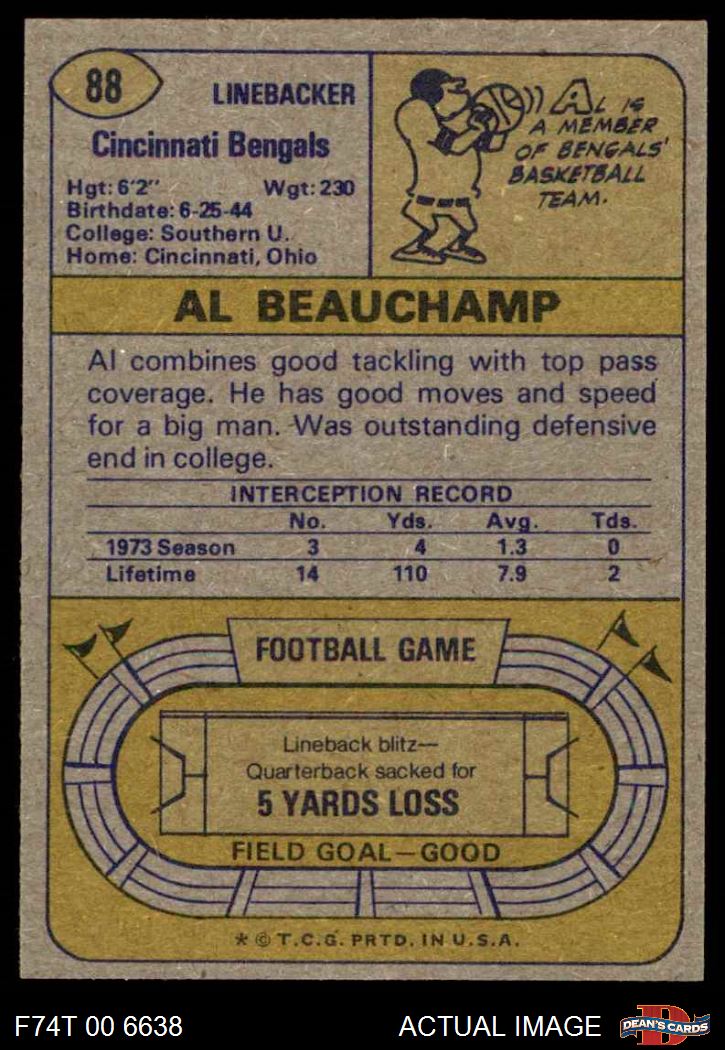 88
LINEBACKER
Cincinnati Bengals
Hgt: 6'2" Wgt: 230
Birthdate: 6-25-44
College: Southern U.
Home: Cincinnati, Ohio
AL IS
A MEMBER
OF BENGALS'
BASKETBALL
TEAM.
AL BEAUCHAMP
Al combines good tackling with top pass
coverage. He has good moves and speed
for a big man. Was outstanding defensive
end in college.
INTERCEPTION RECORD
No. Yds. Avg. Tds.
1973 Season 3 4 1.3 0
Lifetime 14 110 7.9 2
FOOTBALL GAME
Lineback blitz—
Quarterback sacked for
5 YARDS LOSS
FIELD GOAL—GOOD
* © T.C.G. PRTD. IN U.S.A.
F74T 00 6638 ACTUAL IMAGE
D
DEAN'S CARDS